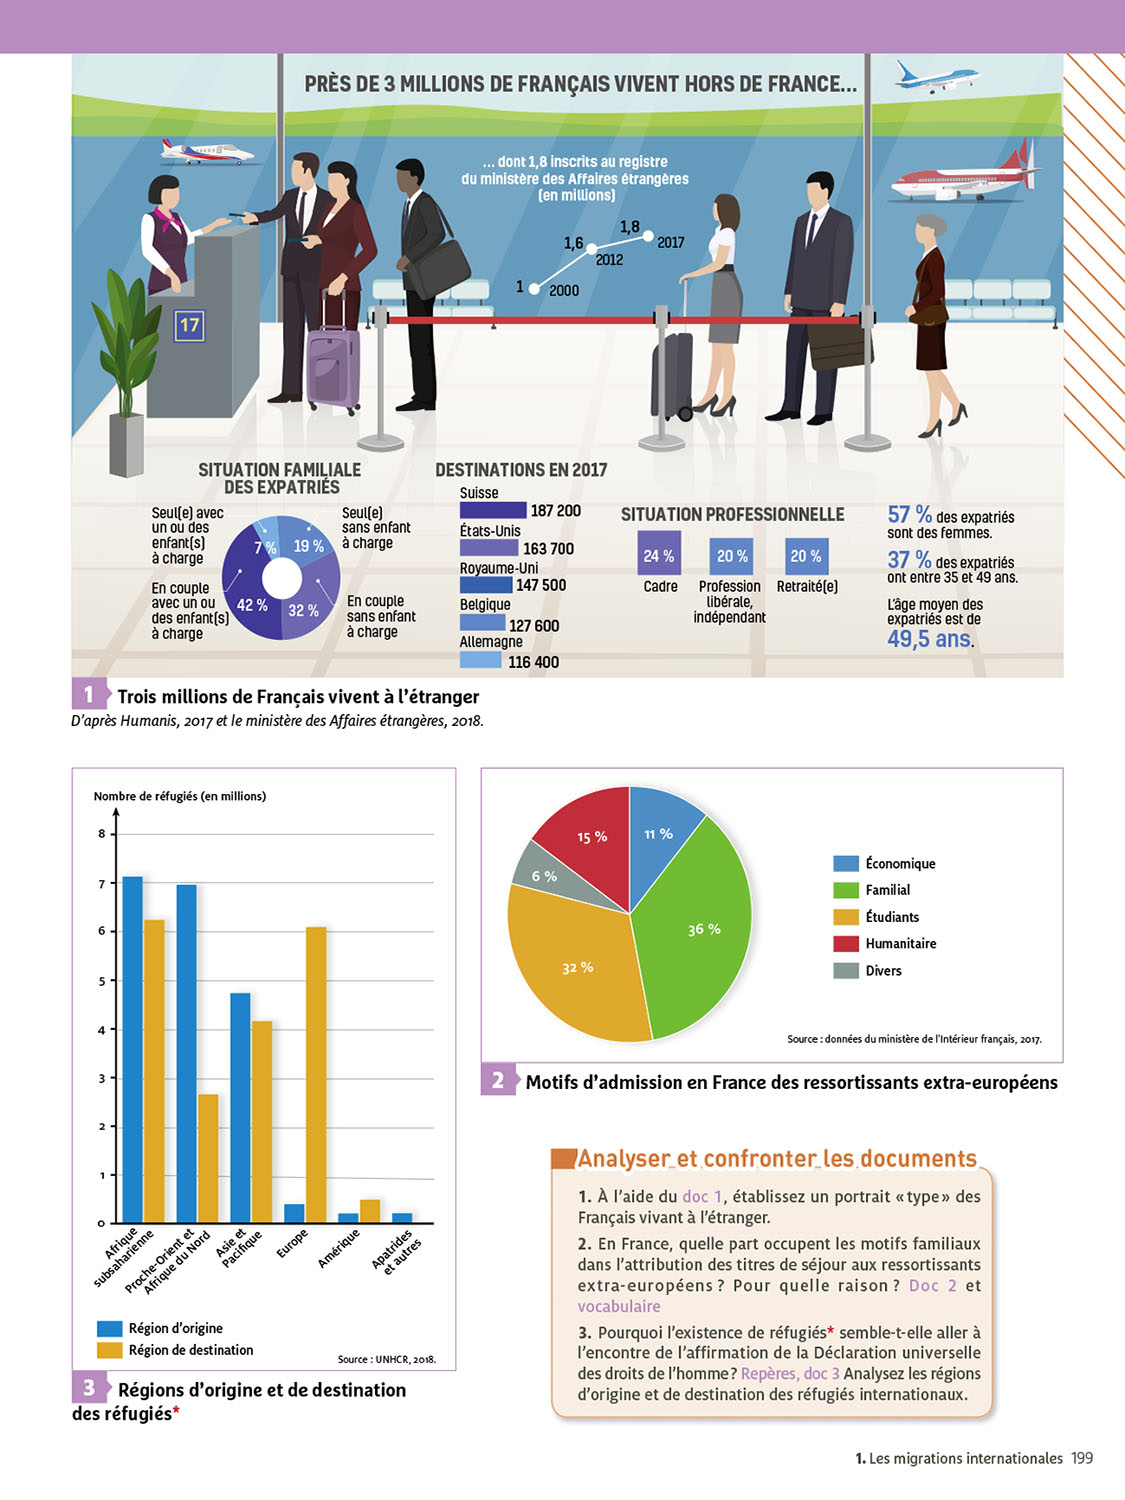 PRÈS DE 3 MILLIONS DE FRANÇAIS VIVENT HORS DE FRANCE...
... dont 1,8 inscrits au registre
du ministère des Affaires étrangères
(en millions)
1,8
2017
1,6
2012
1
2000
17
SITUATION FAMILIALE
DES EXPATRIÉS
Seul(e) avec
un ou des
enfant(s)
à charge
7 %
Seul(e)
sans enfant
à charge
19 %
En couple
avec un ou
des enfant(s)
à charge
42 %
En couple
sans enfant
à charge
32 %
DESTINATIONS EN 2017
Suisse
187 200
États-Unis
163 700
Royaume-Uni
147 500
Belgique
127 600
Allemagne
116 400
SITUATION PROFESSIONNELLE
24 %
Cadre
20 %
Profession
libérale,
indépendant
20 %
Retraité(e)
57 % des expatriés
sont des femmes.
37 % des expatriés
ont entre 35 et 49 ans.
L'âge moyen des
expatriés est de
49,5 ans.
1 Trois millions de Français vivent à l'étranger
D'après Humanis, 2017 et le ministère des Affaires étrangères, 2018.
Nombre de réfugiés (en millions)
8
7
6
5
4
3
2
1
0
Afrique
subsaharienne
Proche-Orient et
Afrique du Nord
Asie et
Pacifique
Europe
Amérique
Apatrides
et autres
Région d'origine
Région de destination
Source : UNHCR, 2018.
3 Régions d'origine et de destination
des réfugiés*
15 %
11 %
6 %
36 %
32 %
Économique
Familial
Étudiants
Humanitaire
Divers
Source : données du ministère de l'Intérieur français, 2017.
2 Motifs d'admission en France des ressortissants extra-européens
Analyser et confronter les documents
1. À l'aide du doc 1, établissez un portrait « type » des
Français vivant à l'étranger.
2. En France, quelle part occupent les motifs familiaux
dans l'attribution des titres de séjour aux ressortissants
extra-européens ? Pour quelle raison ? Doc 2 et
vocabulaire
3. Pourquoi l'existence de réfugiés* semble-t-elle aller à
l'encontre de l'affirmation de la Déclaration universelle
des droits de l'homme ? Repères, doc 3 Analysez les régions
d'origine et de destination des réfugiés internationaux.
1. Les migrations internationales 199